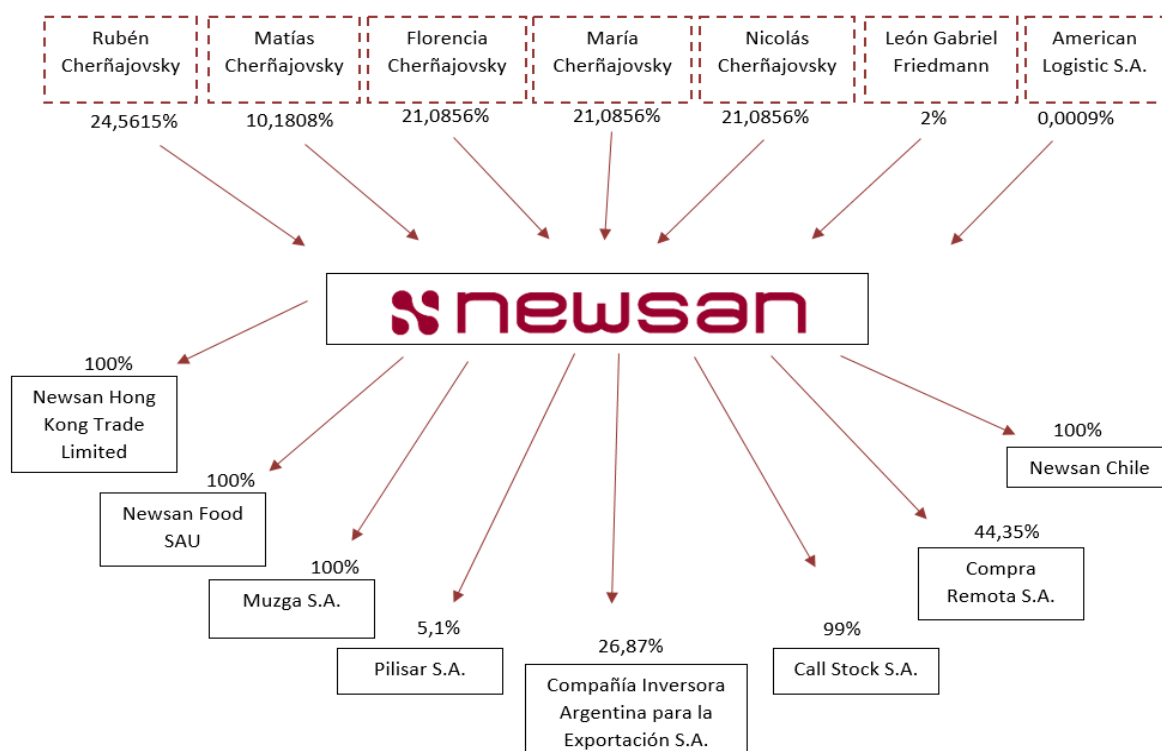 Rubén
Cherñajovsky
24,5615%
Matías
Cherñajovsky
10,1808%
Florencia
Cherñajovsky
21,0856%
María
Cherñajovsky
21,0856%
Nicolás
Cherñajovsky
21,0856%
León Gabriel
Friedmann
2%
American
Logistic S.A.
0,0009%
newsan
100%
Newsan Hong
Kong Trade
Limited
100%
Newsan Food
SAU
100%
Muzga S.A.
5,1%
Pilisar S.A.
26,87%
Compañía Inversora
Argentina para la
Exportación S.A.
99%
Call Stock S.A.
44,35%
Compra
Remota S.A.
100%
Newsan Chile